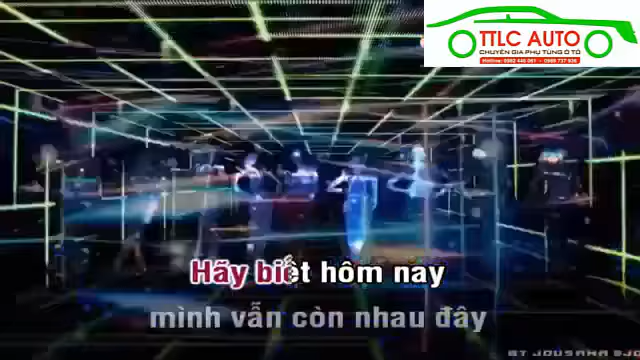 TTLC AUTO
CHUYÊN GIA PHỤ TÙNG Ô TÔ
Hãy biết hôm nay
mình vẫn còn nhau đây